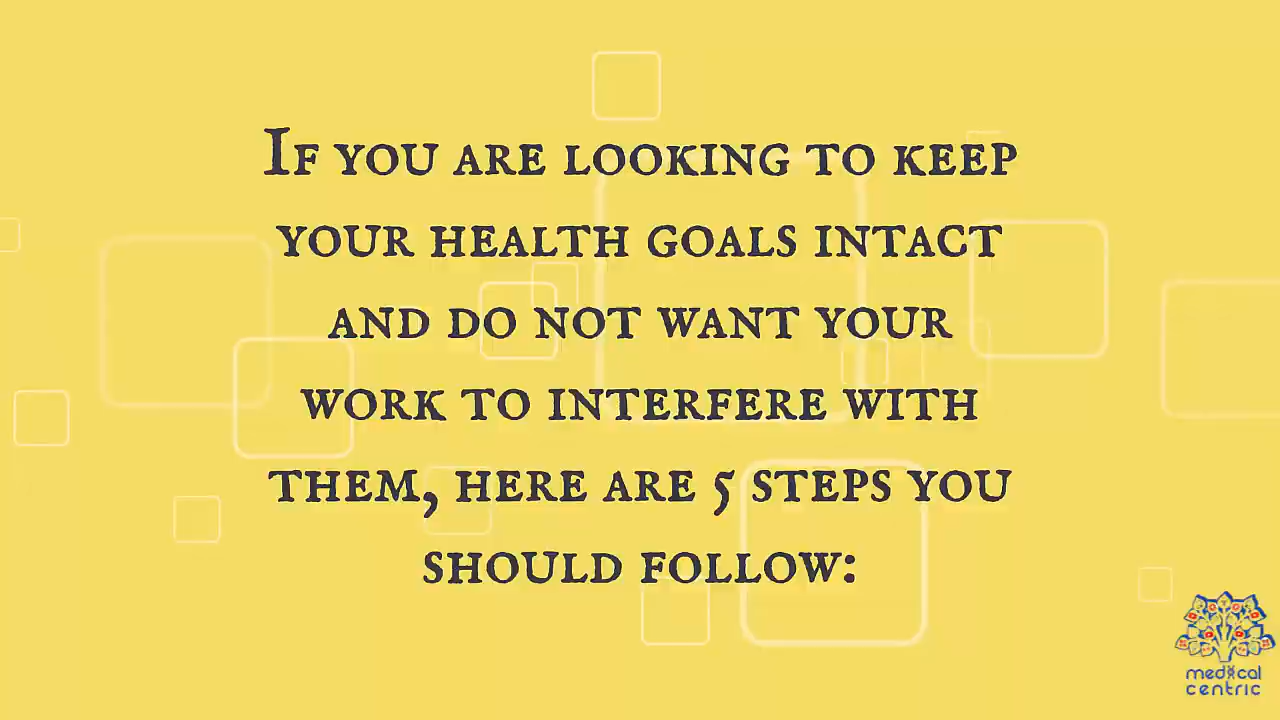 If you are looking to keep
your health goals intact
and do not want your
work to interfere with
them, here are 5 steps you
should follow:
medical
centric